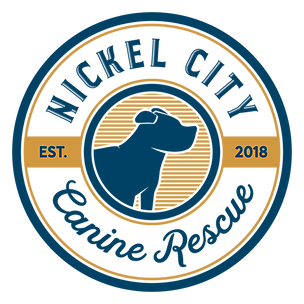 NICKEL CITY
EST. 2018
Canine Rescue